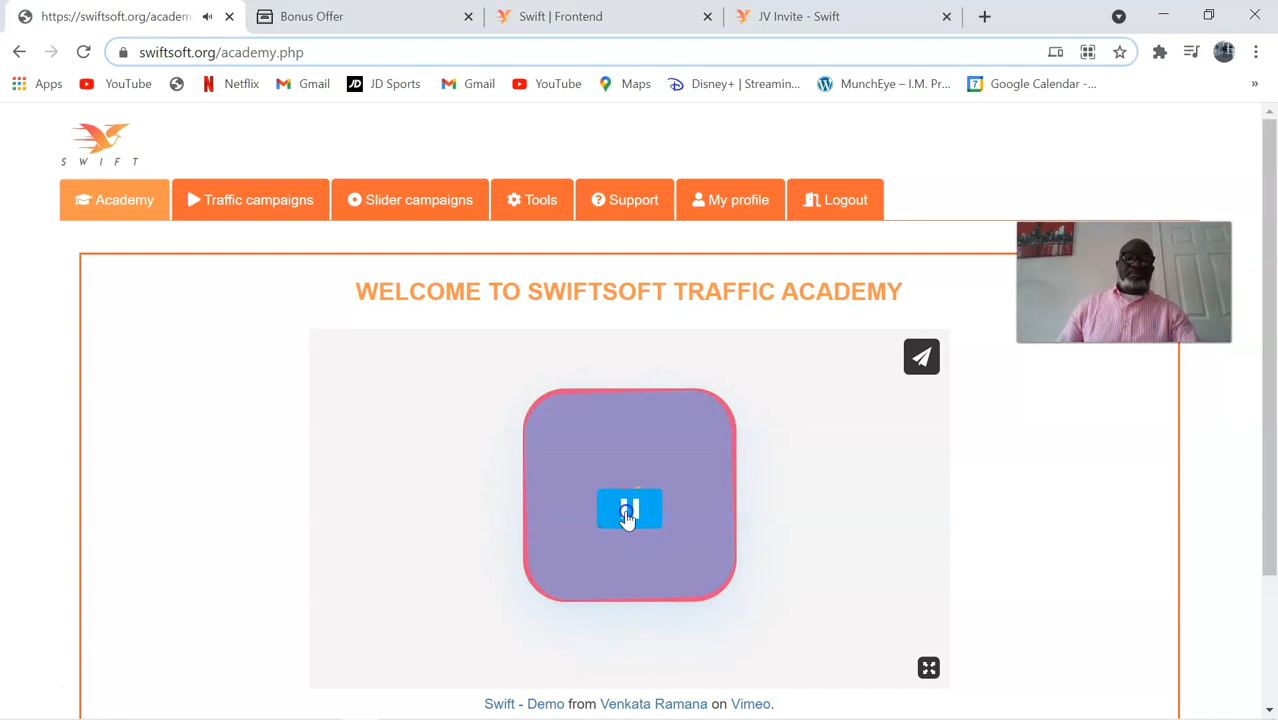 https://swiftsoft.org/academ
Bonus Offer
Swift | Frontend
JV Invite - Swift
swiftsoft.org/academy.php
Apps
YouTube
Netflix
Gmail
JD Sports
Gmail
YouTube
Maps
Disney+ | Streamin...
MunchEye – I.M. Pr...
Google Calendar -...
SWIFT
Academy
Traffic campaigns
Slider campaigns
Tools
Support
My profile
Logout
WELCOME TO SWIFTSOFT TRAFFIC ACADEMY
Swift - Demo from Venkata Ramana on Vimeo.